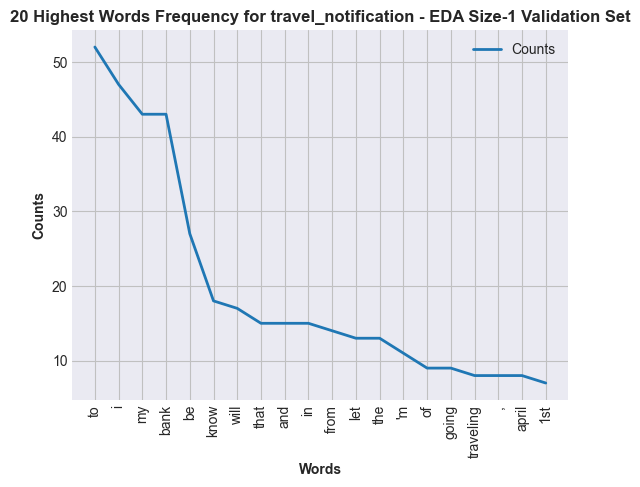 20 Highest Words Frequency for travel_notification - EDA Size-1 Validation Set
Counts
50
40
30
20
10
Counts
to
i
my
bank
be
know
will
that
and
in
from
let
the
'm
of
going
traveling
,
april
1st
Words